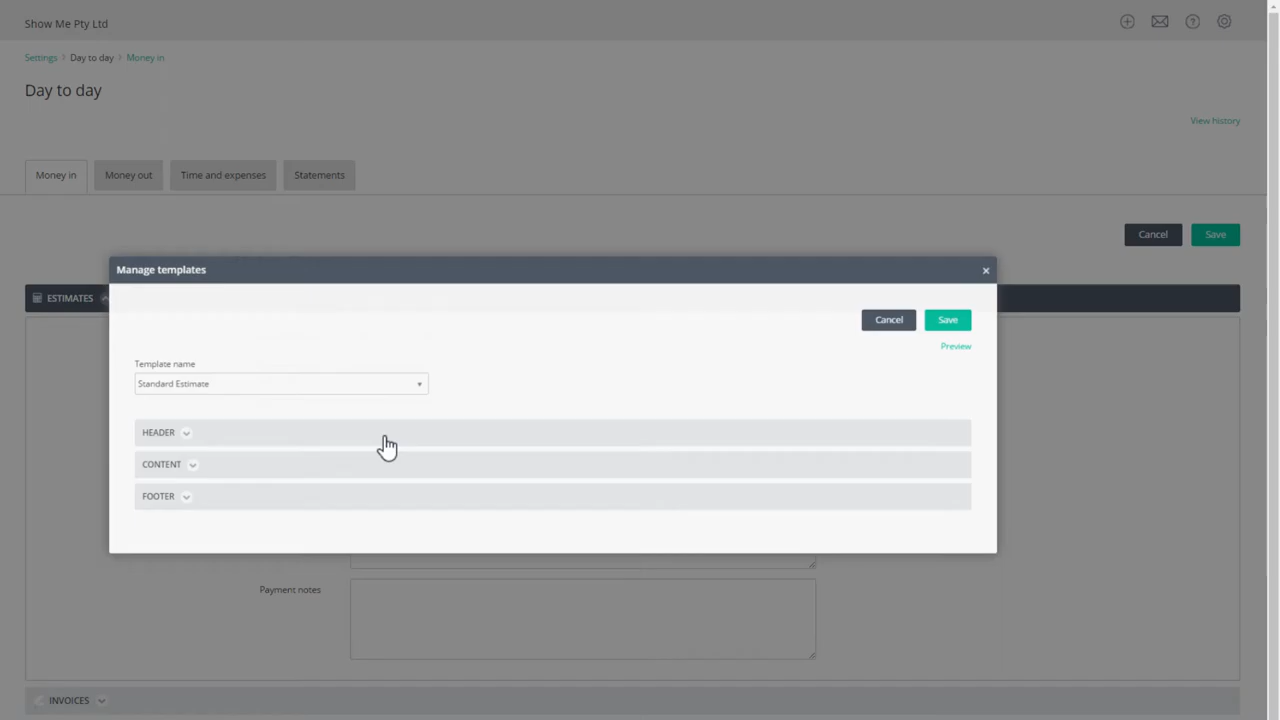 Show Me Pty Ltd
Settings > Day to day > Money in
Day to day
View history
Money in
Money out
Time and expenses
Statements
Cancel
Save
ESTIMATES
Manage templates
×
Cancel
Save
Preview
Template name
Standard Estimate
HEADER
CONTENT
FOOTER
Payment notes
INVOICES